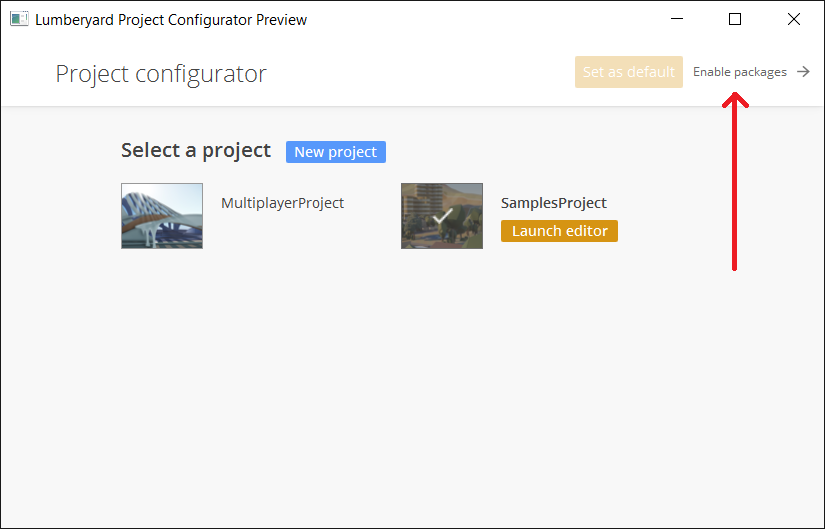 Lumberyard Project Configurator Preview
Project configurator
Set as default
Enable packages
Select a project
New project
MultiplayerProject
SamplesProject
Launch editor